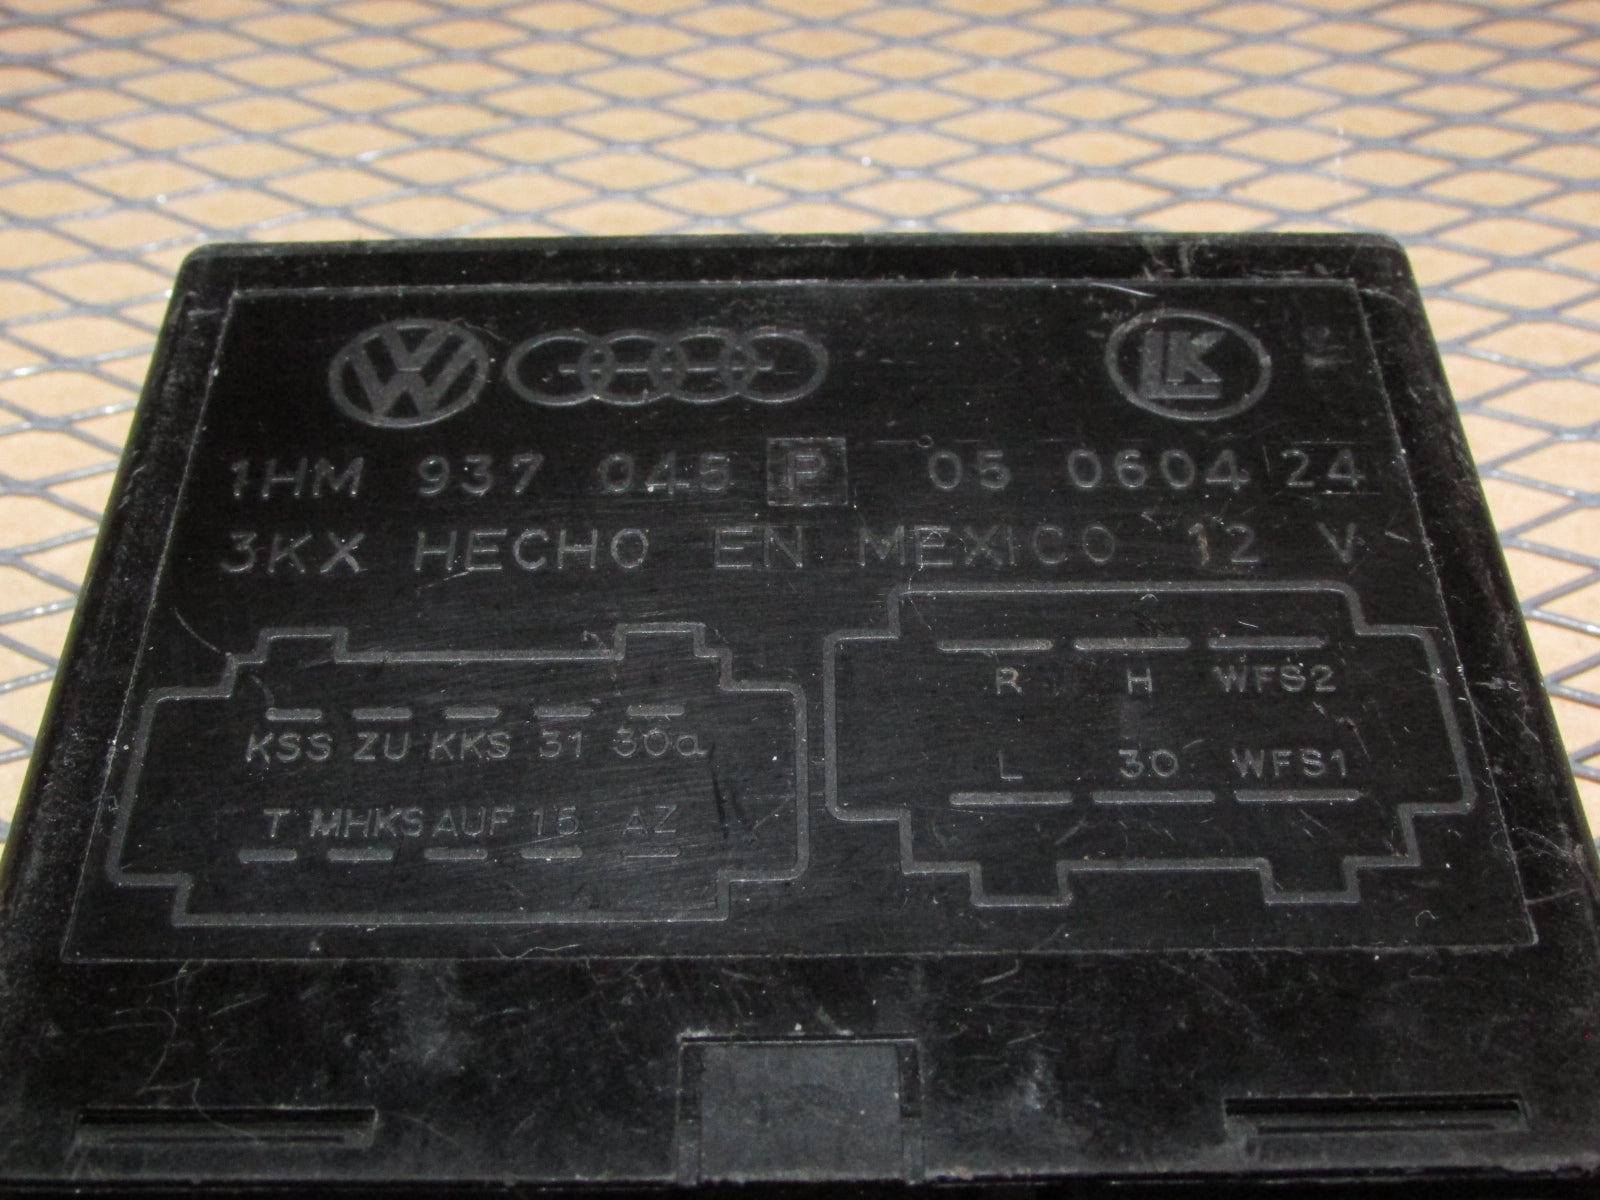 LK
1HM 937 045 P 05 0604 24
3KX HECHO EN MEXICO 12 V
R H WFS2
KSS ZU KKS 31 30a
L 30 WFS1
T MHKS AUF 15 AZ